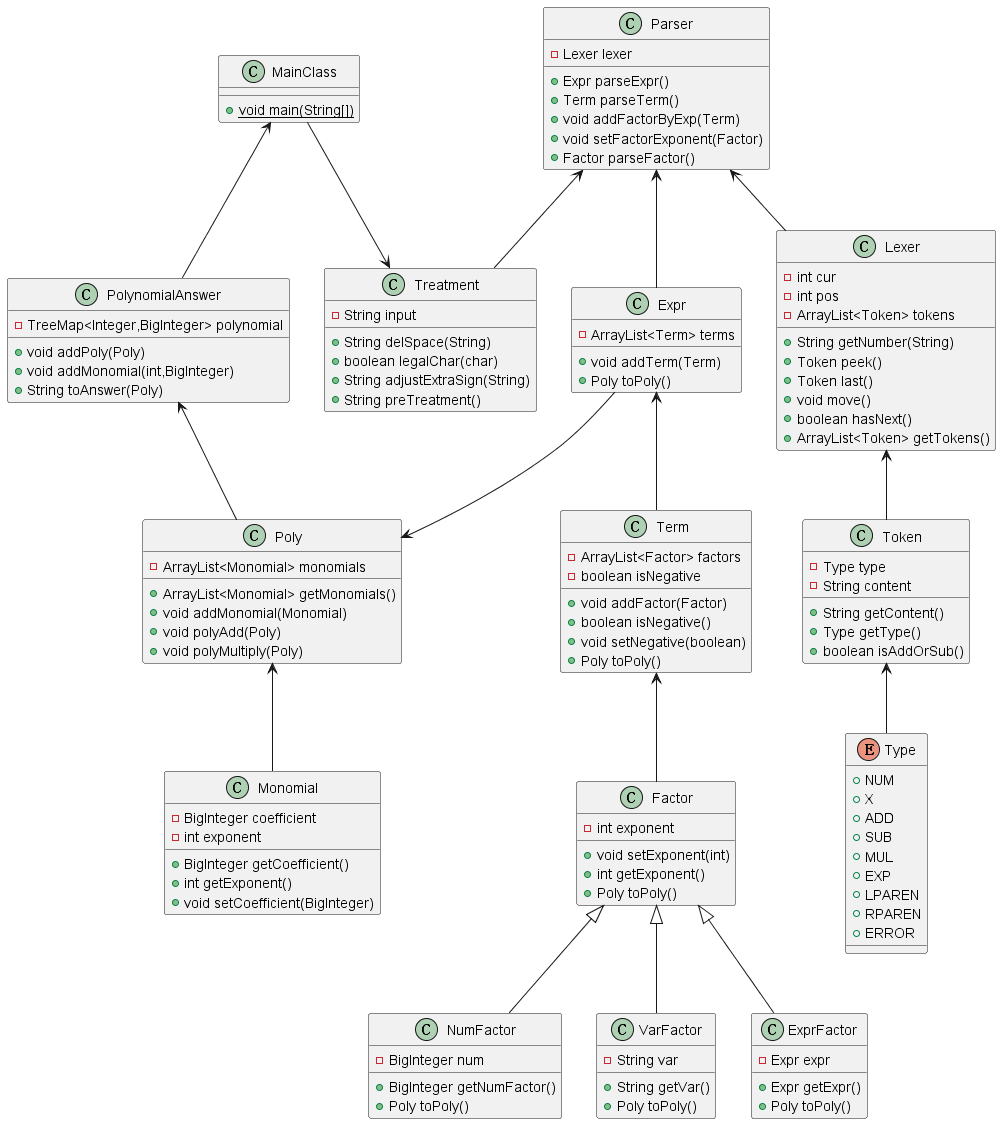 C Parser
Lexer lexer
Expr parseExpr()
Term parseTerm()
void addFactorByExp(Term)
void setFactorExponent(Factor)
Factor parseFactor()
C MainClass
void main(String[])
C Lexer
int cur
int pos
ArrayList<Token> tokens
String getNumber(String)
Token peek()
Token last()
void move()
boolean hasNext()
ArrayList<Token> getTokens()
C PolynomialAnswer
TreeMap<Integer,BigInteger> polynomial
void addPoly(Poly)
void addMonomial(int,BigInteger)
String toAnswer(Poly)
C Treatment
String input
String delSpace(String)
boolean legalChar(char)
String adjustExtraSign(String)
String preTreatment()
C Expr
ArrayList<Term> terms
void addTerm(Term)
Poly toPoly()
C Poly
ArrayList<Monomial> monomials
ArrayList<Monomial> getMonomials()
void addMonomial(Monomial)
void polyAdd(Poly)
void polyMultiply(Poly)
C Term
ArrayList<Factor> factors
boolean isNegative
void addFactor(Factor)
boolean isNegative()
void setNegative(boolean)
Poly toPoly()
C Token
Type type
String content
String getContent()
Type getType()
boolean isAddOrSub()
C Monomial
BigInteger coefficient
int exponent
BigInteger getCoefficient()
int getExponent()
void setCoefficient(BigInteger)
C Factor
int exponent
void setExponent(int)
int getExponent()
Poly toPoly()
E Type
NUM
X
ADD
SUB
MUL
EXP
LPAREN
RPAREN
ERROR
C NumFactor
BigInteger num
BigInteger getNumFactor()
Poly toPoly()
C VarFactor
String var
String getVar()
Poly toPoly()
C ExprFactor
Expr expr
Expr getExpr()
Poly toPoly()